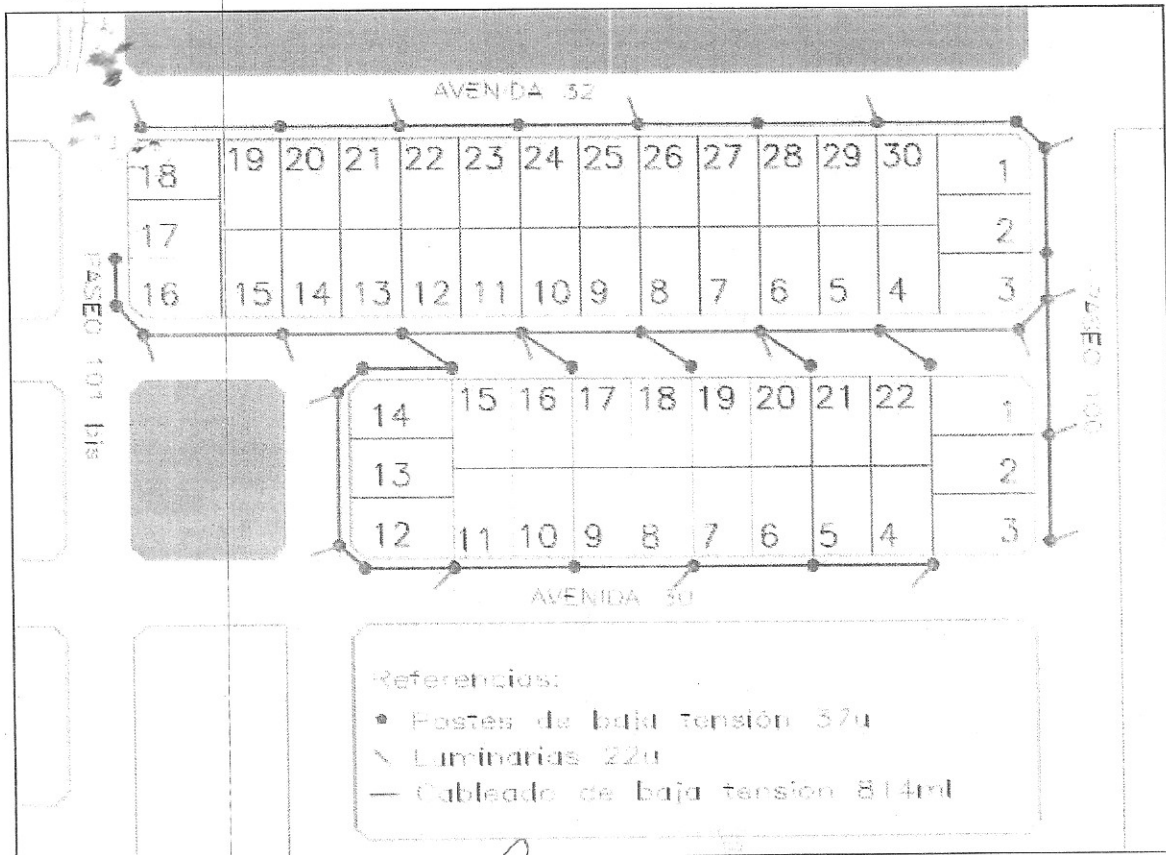 AVENIDA 32
18 19 20 21 22 23 24 25 26 27 28 29 30 1
17 2
16 15 14 13 12 11 10 9 8 7 6 5 4 3
PASEO 101 bis
PASEO 100
14 15 16 17 18 19 20 21 22 1
13 2
12 11 10 9 8 7 6 5 4 3
AVENIDA 30
Referencias:
Postes de baja tensión 37u
Luminarias 22u
Cableado de baja tensión 814ml